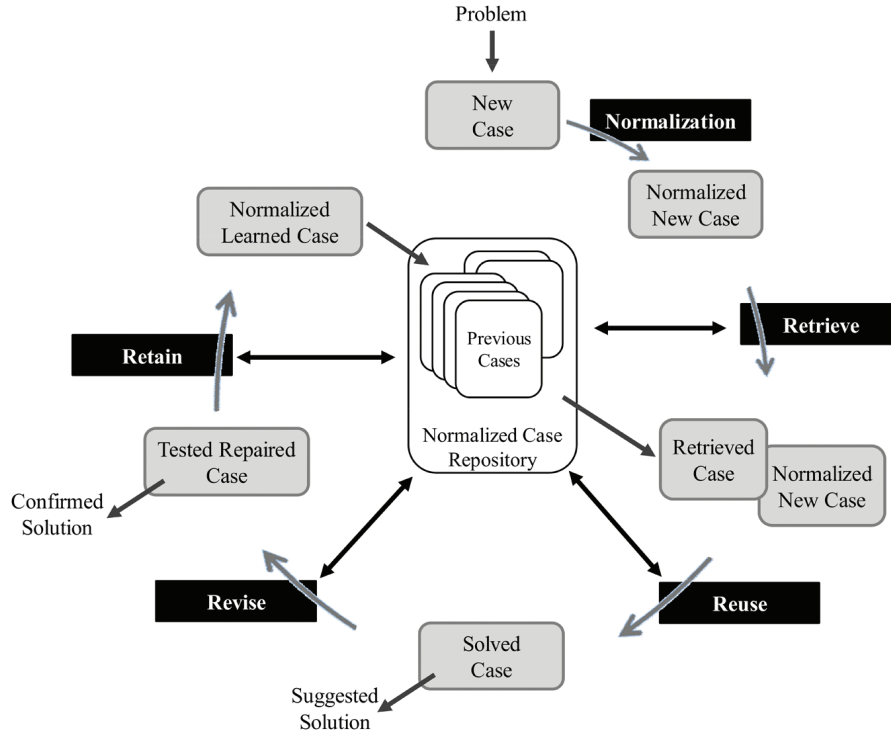 Problem
New
Case
Normalization
Normalized
New Case
Normalized
Learned Case
Previous
Cases
Normalized Case
Repository
Retrieve
Retain
Retrieved
Case
Normalized
New Case
Tested Repaired
Case
Confirmed
Solution
Revise
Reuse
Solved
Case
Suggested
Solution